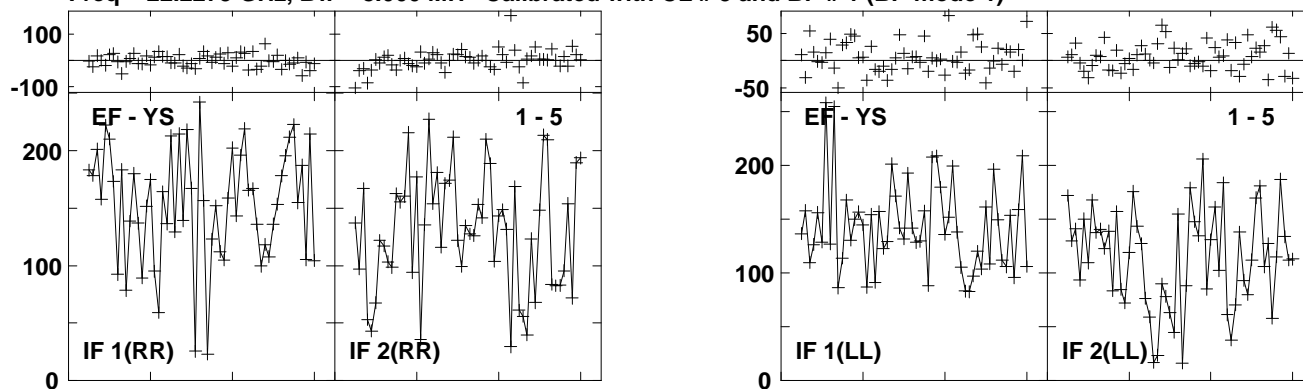 100
-100
EF - YS
1 - 5
200
100
IF 1(RR)
IF 2(RR)
0
50
-50
EF - YS
1 - 5
200
100
IF 1(LL)
IF 2(LL)
0